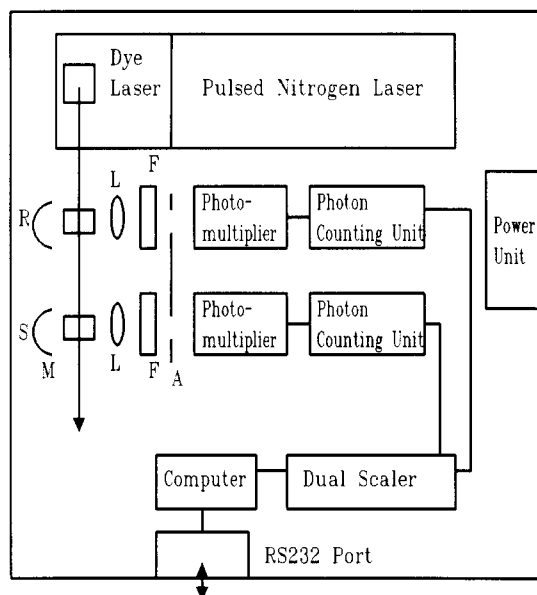 Dye
Laser
Pulsed Nitrogen Laser
F
L
R
Photo-
multiplier
Photon
Counting Unit
Power
Unit
S
M
L
F
A
Photo-
multiplier
Photon
Counting Unit
Computer
Dual Scaler
RS232 Port